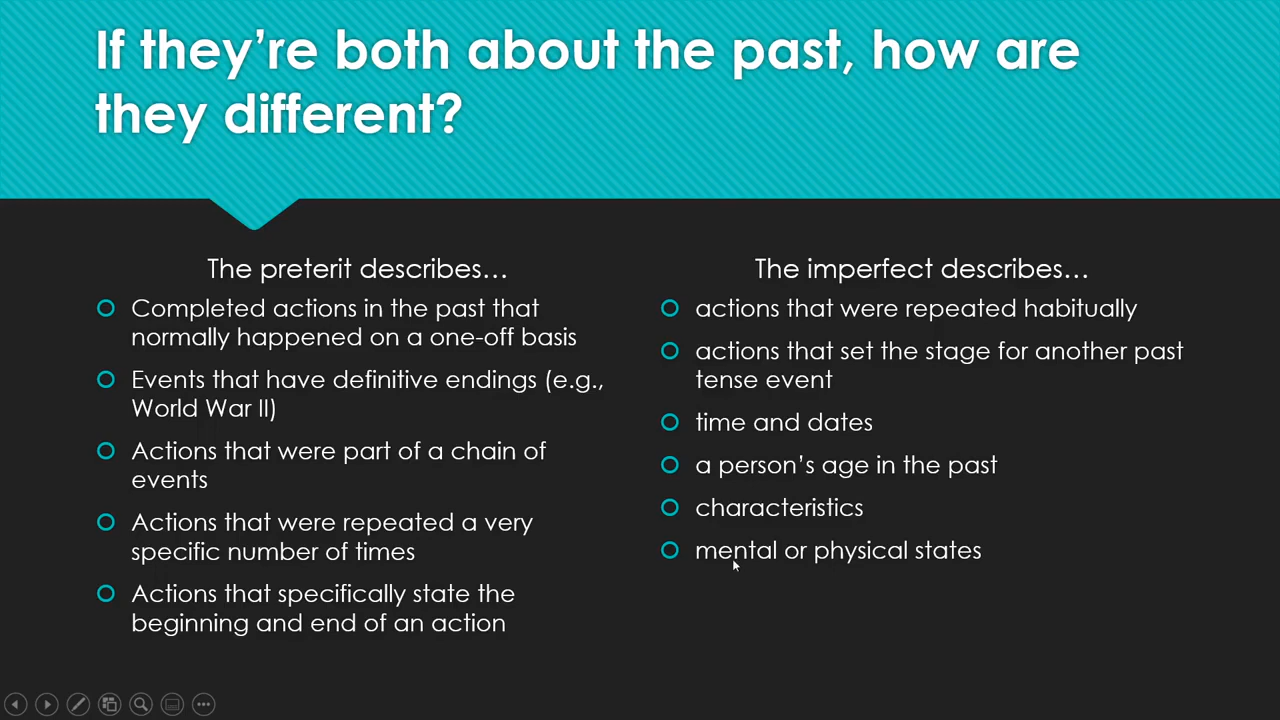 If they’re both about the past, how are
they different?
The preterit describes…
Completed actions in the past that
normally happened on a one-off basis
Events that have definitive endings (e.g.,
World War II)
Actions that were part of a chain of
events
Actions that were repeated a very
specific number of times
Actions that specifically state the
beginning and end of an action
The imperfect describes…
actions that were repeated habitually
actions that set the stage for another past
tense event
time and dates
a person’s age in the past
characteristics
mental or physical states